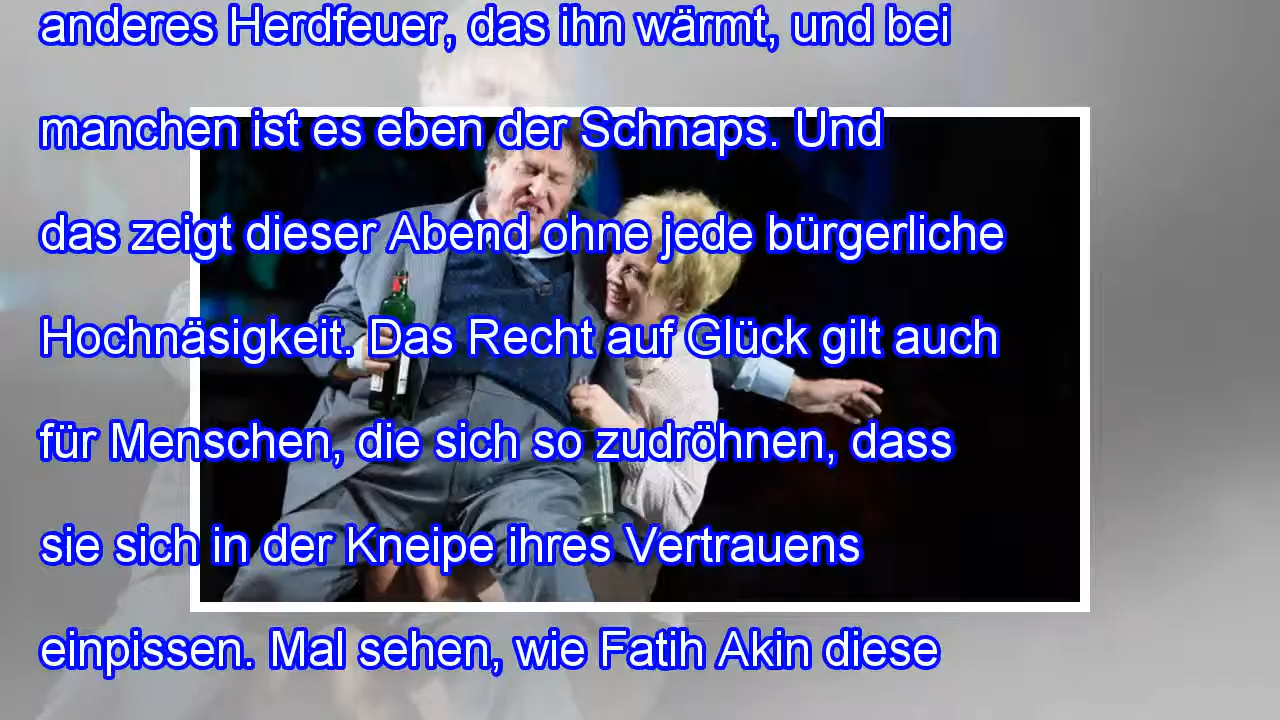 anderes Herdfeuer, das ihn wärmt, und bei
manchen ist es eben der Schnaps. Und
das zeigt dieser Abend ohne jede bürgerliche
Hochnäsigkeit. Das Recht auf Glück gilt auch
für Menschen, die sich so zudröhnen, dass
sie sich in der Kneipe ihres Vertrauens
einpissen. Mal sehen, wie Fatih Akin diese